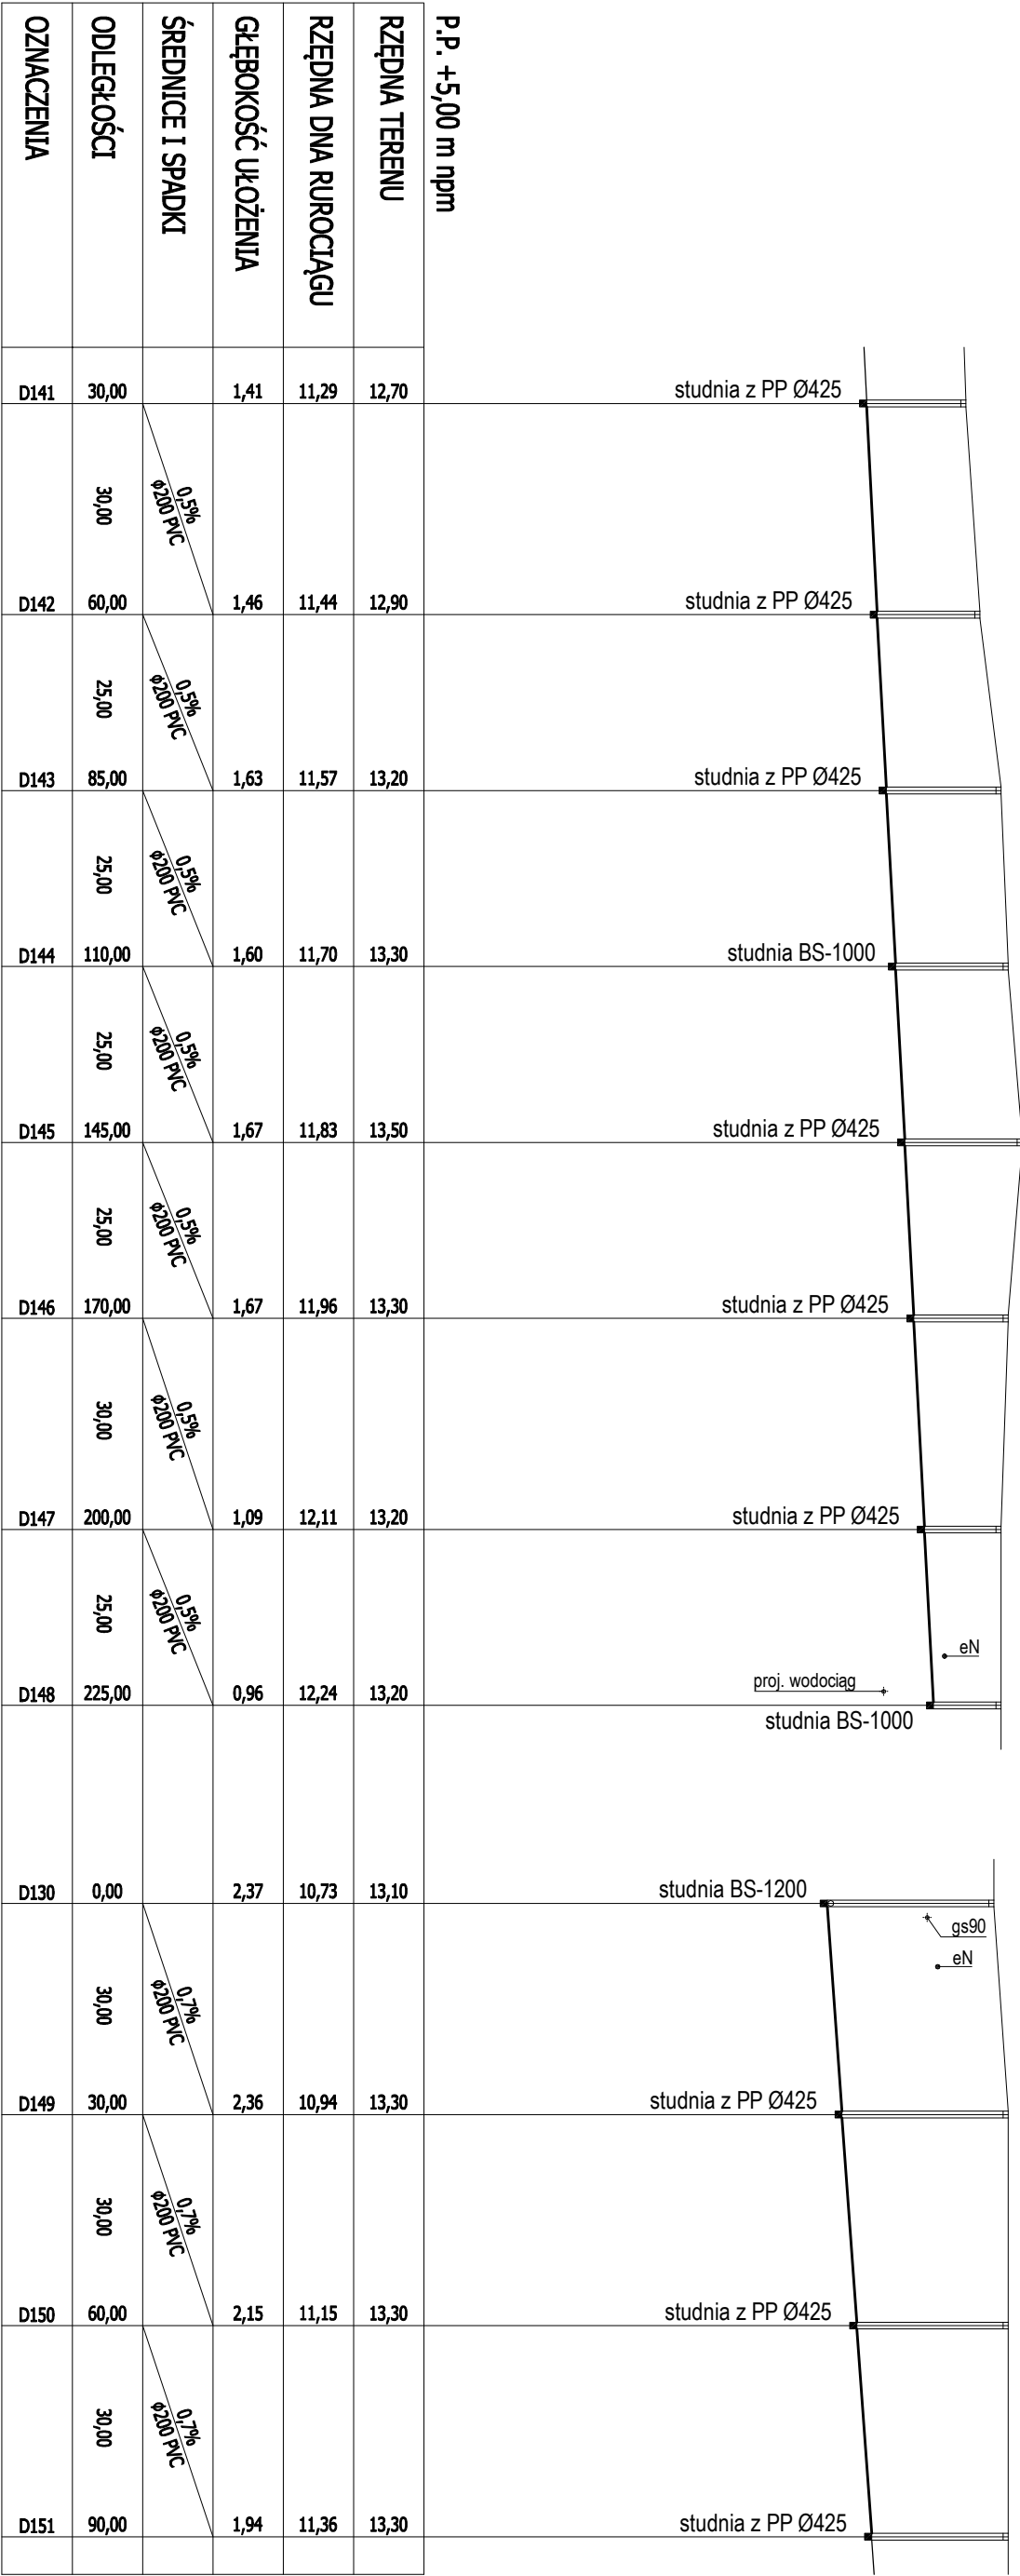 P.P. +5,00 m npm
RZĘDNA TERENU
RZĘDNA DNA RUROCIĄGU
GŁĘBOKOŚĆ UŁOŻENIA
ŚREDNICE I SPADKI
ODLEGŁOŚCI
OZNACZENIA
D141 30,00 1,41 11,29 12,70 studnia z PP Ø425
30,00 0,5%
ø200 PVC
D142 60,00 1,46 11,44 12,90 studnia z PP Ø425
25,00 0,5%
ø200 PVC
D143 85,00 1,63 11,57 13,20 studnia z PP Ø425
25,00 0,5%
ø200 PVC
D144 110,00 1,60 11,70 13,30 studnia BS-1000
25,00 0,5%
ø200 PVC
D145 145,00 1,67 11,83 13,50 studnia z PP Ø425
25,00 0,5%
ø200 PVC
D146 170,00 1,67 11,96 13,30 studnia z PP Ø425
30,00 0,5%
ø200 PVC
D147 200,00 1,09 12,11 13,20 studnia z PP Ø425
25,00 0,5%
ø200 PVC
eN
proj. wodociąg
D148 225,00 0,96 12,24 13,20
studnia BS-1000
D130 0,00 2,37 10,73 13,10 studnia BS-1200
gs90
eN
30,00 0,7%
ø200 PVC
D149 30,00 2,36 10,94 13,30 studnia z PP Ø425
30,00 0,7%
ø200 PVC
D150 60,00 2,15 11,15 13,30 studnia z PP Ø425
30,00 0,7%
ø200 PVC
D151 90,00 1,94 11,36 13,30 studnia z PP Ø425